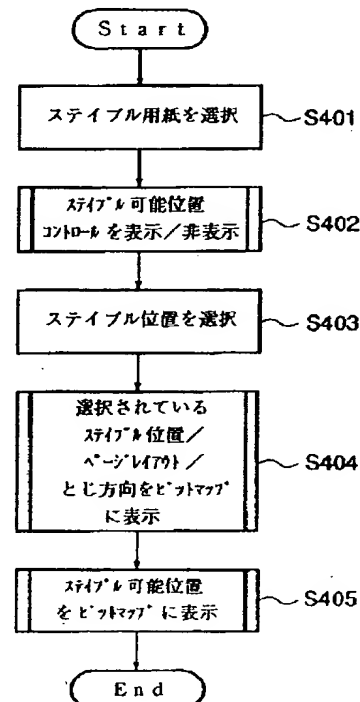 Start
ステイプル用紙を選択
S401
ステイプル可能位置
コントロールを表示/非表示
S402
ステイプル位置を選択
S403
選択されている
ステイプル位置/
ページレイアウト/
とじ方向をビットマップ
に表示
S404
ステイプル可能位置
をビットマップに表示
S405
End